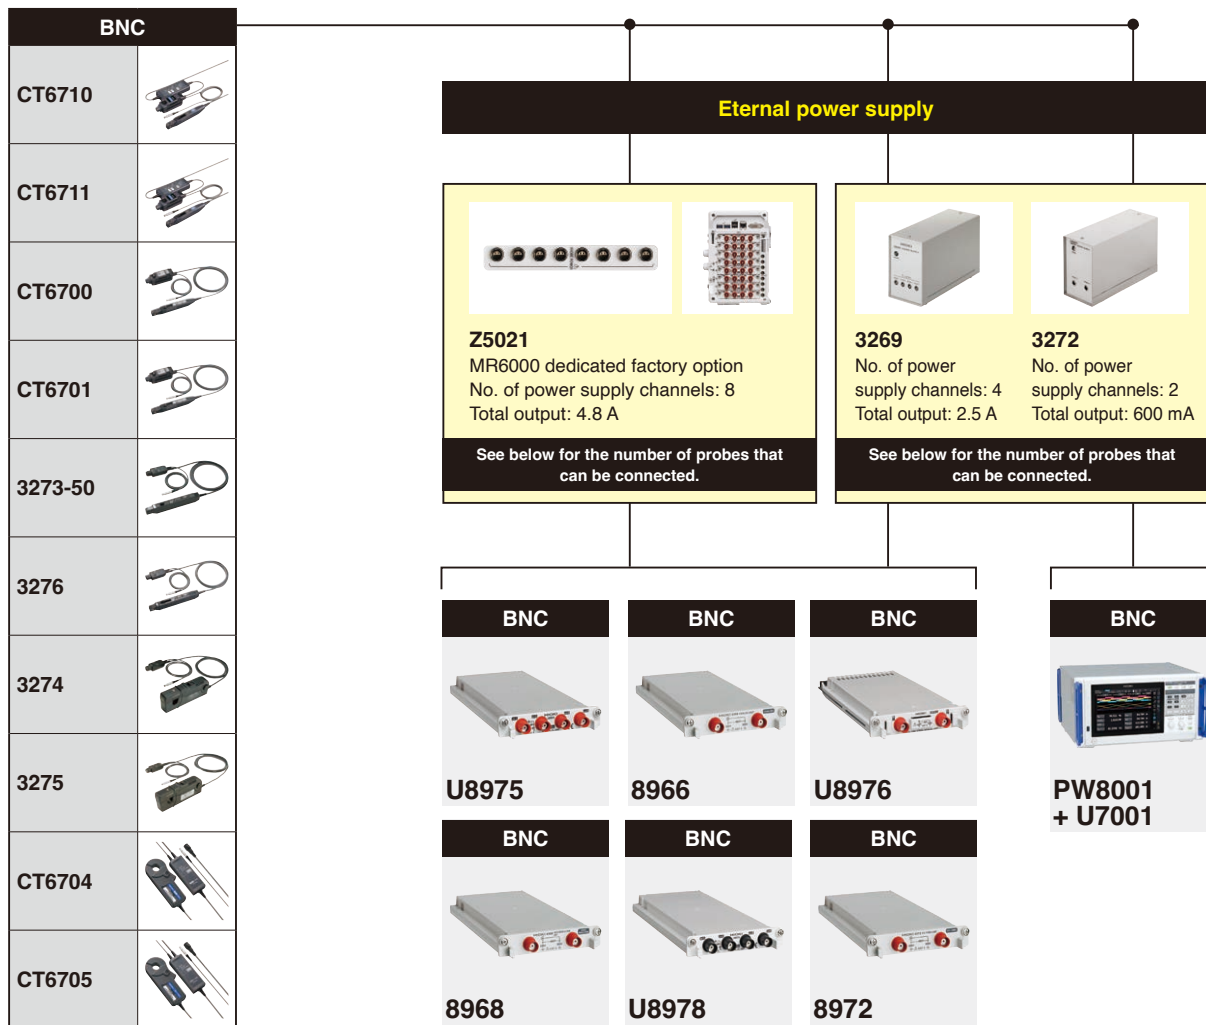 BNC
CT6710
CT6711
CT6700
CT6701
3273-50
3276
3274
3275
CT6704
CT6705
Eternal power supply
Z5021
MR6000 dedicated factory option
No. of power supply channels: 8
Total output: 4.8 A
See below for the number of probes that
can be connected.
3269
No. of power
supply channels: 4
Total output: 2.5 A
3272
No. of power
supply channels: 2
Total output: 600 mA
See below for the number of probes that
can be connected.
BNC
U8975
BNC
8966
BNC
U8976
BNC
PW8001
+ U7001
BNC
8968
BNC
U8978
BNC
8972